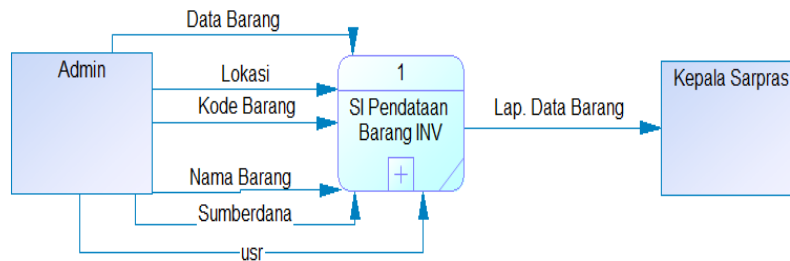 Data Barang
Admin
Lokasi
Kode Barang
Nama Barang
Sumberdana
usr
1
SI Pendataan
Barang INV
Lap. Data Barang
Kepala Sarpras